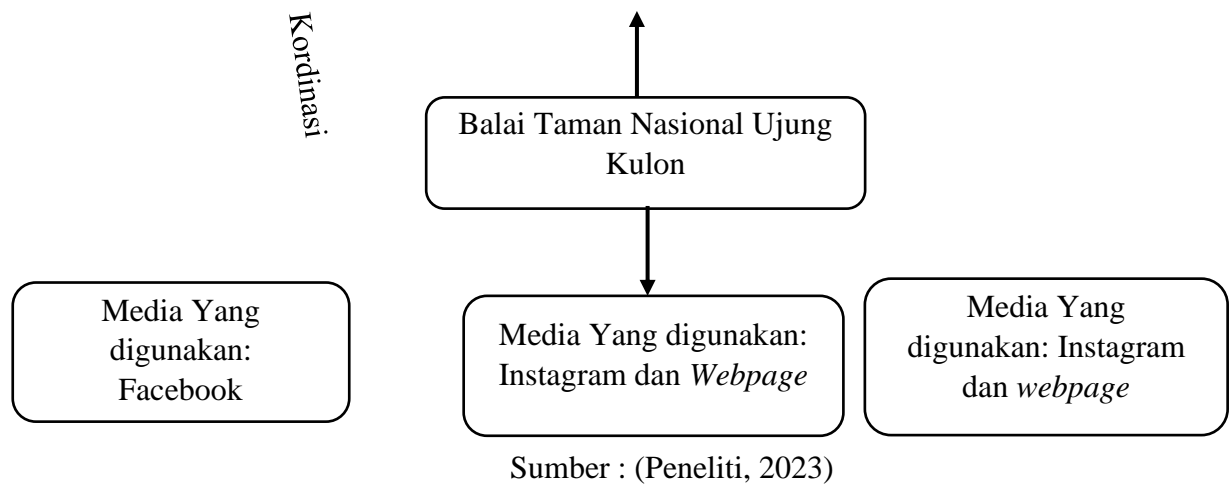 Kordinasi
Balai Taman Nasional Ujung
Kulon
Media Yang
digunakan:
Facebook
Media Yang digunakan:
Instagram dan Webpage
Media Yang
digunakan: Instagram
dan webpage
Sumber : (Peneliti, 2023)